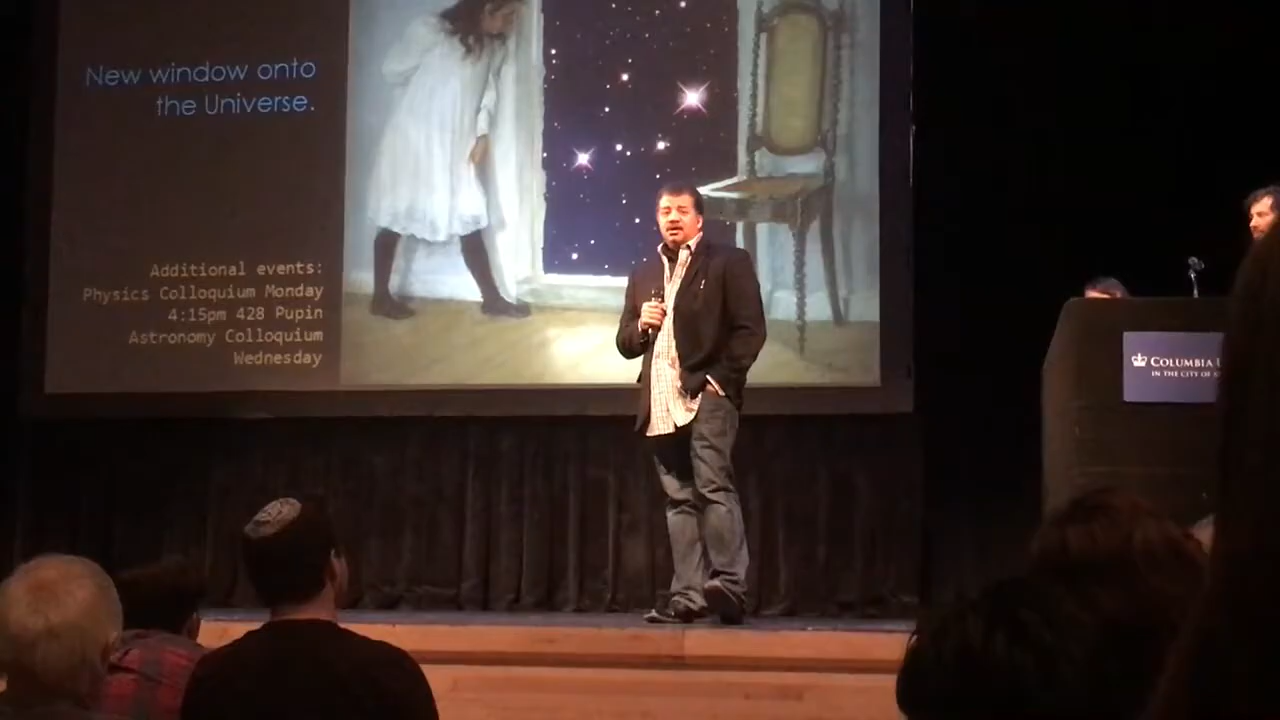 New window onto
the Universe.
Additional events:
Physics Colloquium Monday
4:15pm 428 Pupin
Astronomy Colloquium
Wednesday
COLUMBIA
IN THE CITY OF